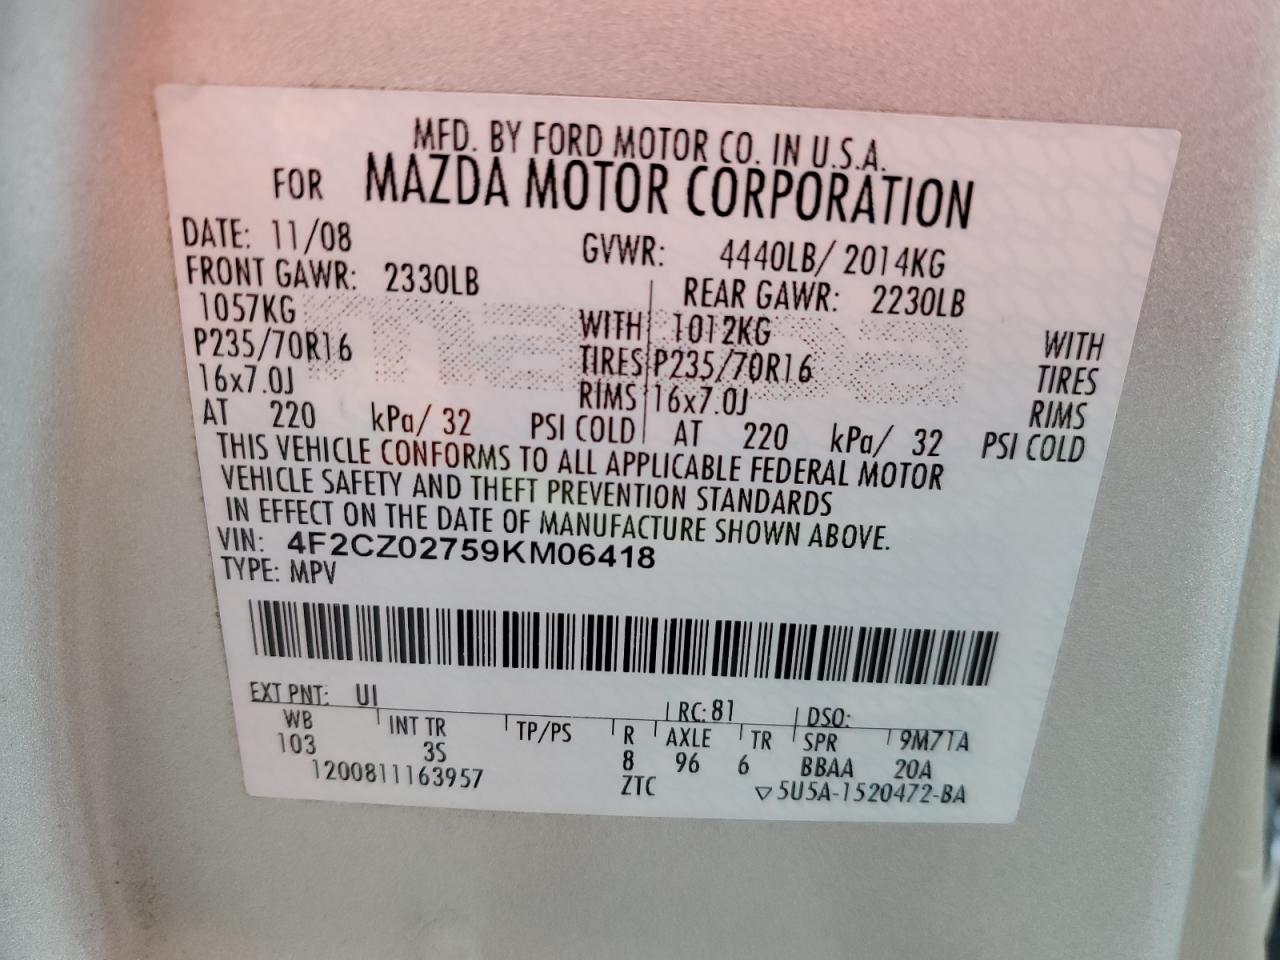 MFD. BY FORD MOTOR CO. IN U.S.A.
FOR MAZDA MOTOR CORPORATION
DATE: 11/08 GVWR: 4440LB/ 2014KG
FRONT GAWR: 2330LB REAR GAWR: 2230LB
1057KG WITH 1012KG WITH
P235/70R16 TIRES P235/70R16 TIRES
16x7.0J RIMS 16x7.0J RIMS
AT 220 kPa/ 32 PSI COLD AT 220 kPa/ 32 PSI COLD
THIS VEHICLE CONFORMS TO ALL APPLICABLE FEDERAL MOTOR
VEHICLE SAFETY AND THEFT PREVENTION STANDARDS
IN EFFECT ON THE DATE OF MANUFACTURE SHOWN ABOVE.
VIN: 4F2CZ02759KM06418
TYPE: MPV
EXT PNT: UI RC: 81 DSO:
WB INT TR TP/PS R AXLE TR SPR 9M71A
103 3S 8 96 6 BBAA 20A
1200811163957 ZTC ▽5U5A-1520472-BA